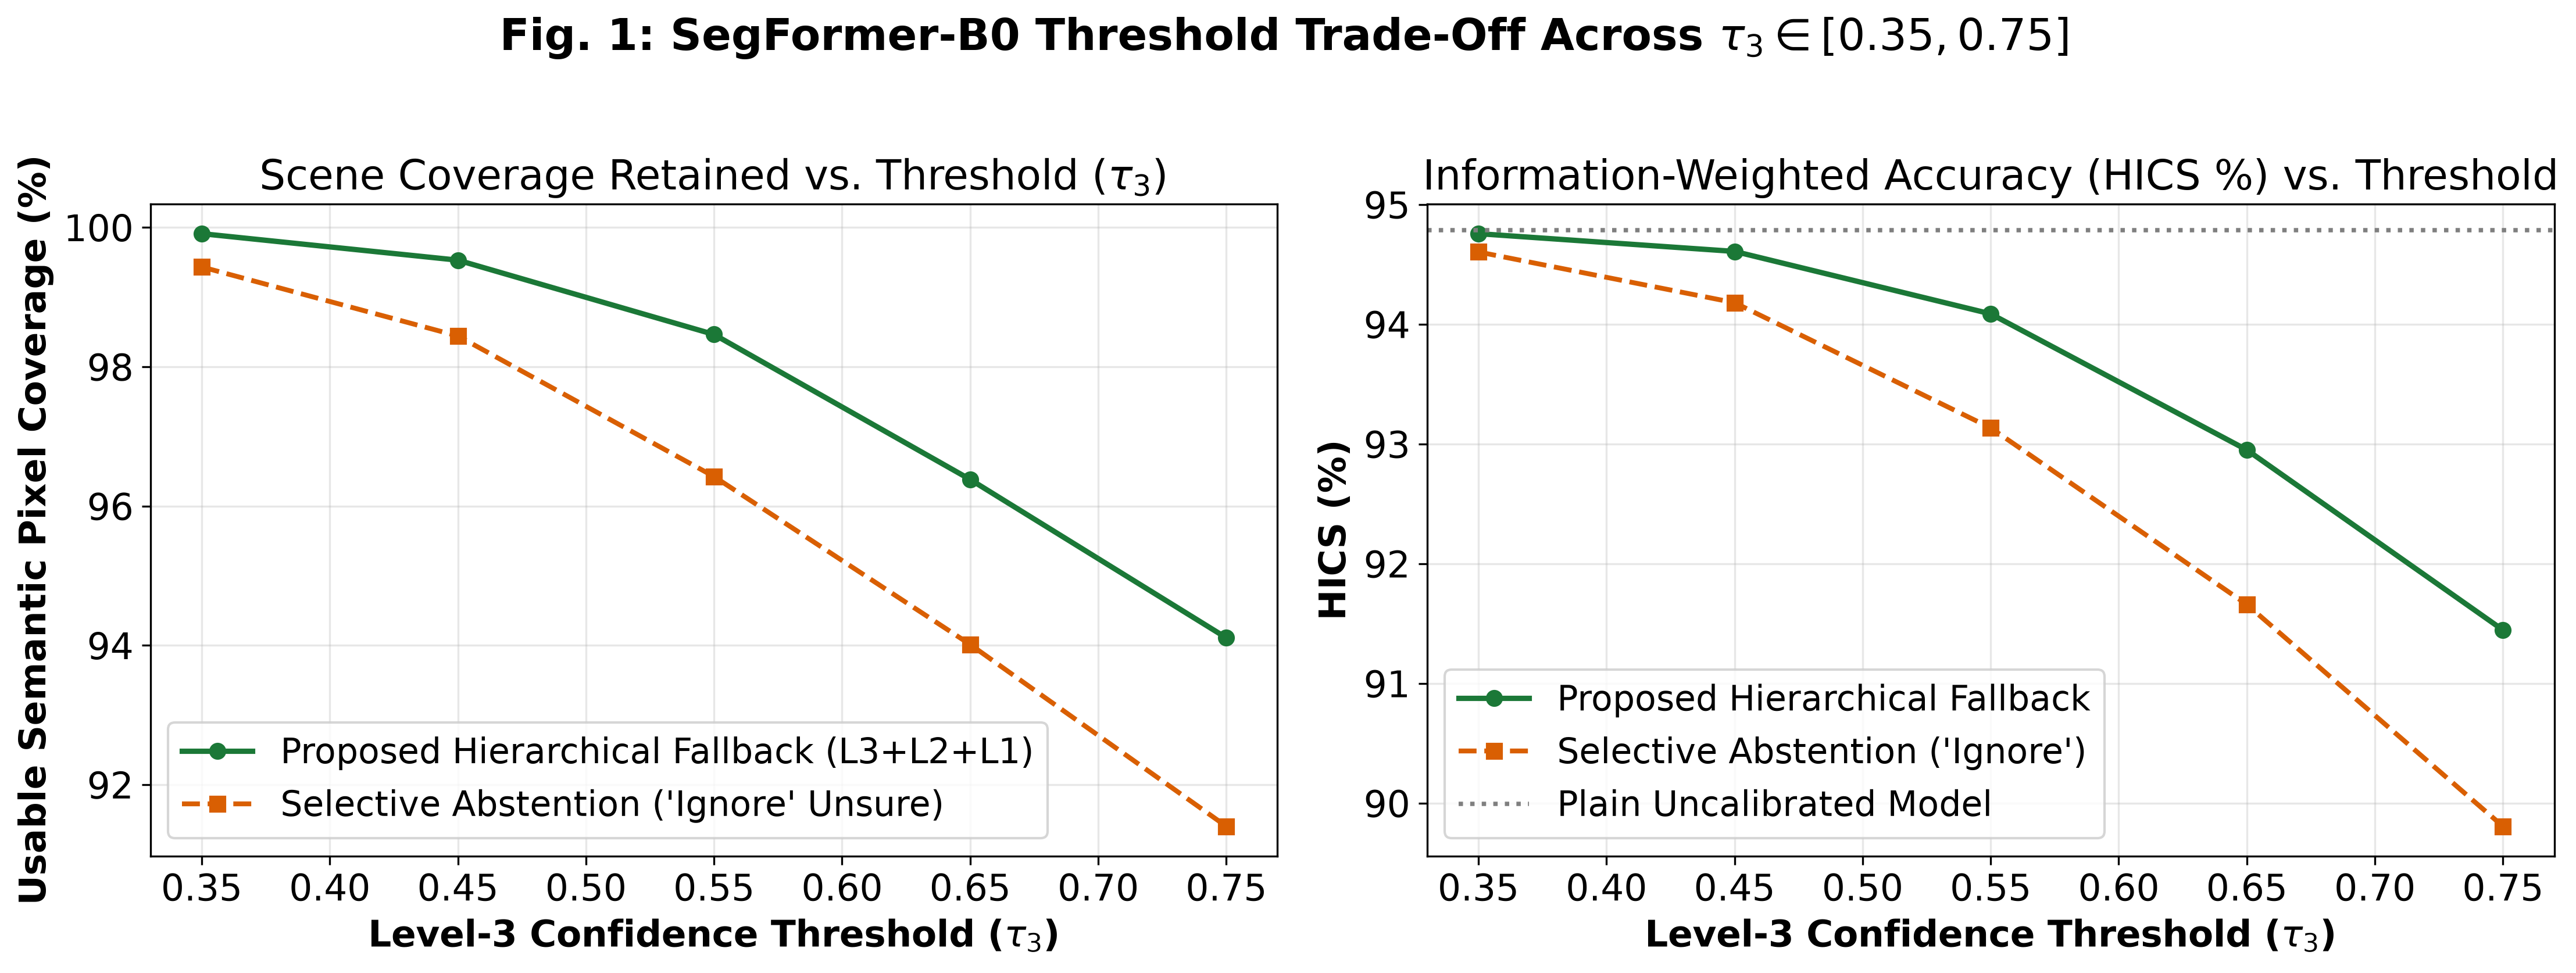 Fig. 1: SegFormer-B0 Threshold Trade-Off Across τ₃ ∈ [0.35, 0.75]
Scene Coverage Retained vs. Threshold (τ₃)
Usable Semantic Pixel Coverage (%)
100
98
96
94
92
Proposed Hierarchical Fallback (L3+L2+L1)
Selective Abstention ('Ignore' Unsure)
0.35 0.40 0.45 0.50 0.55 0.60 0.65 0.70 0.75
Level-3 Confidence Threshold (τ₃)
Information-Weighted Accuracy (HICS %) vs. Threshold
HICS (%)
95
94
93
92
91
90
Proposed Hierarchical Fallback
Selective Abstention ('Ignore')
Plain Uncalibrated Model
0.35 0.40 0.45 0.50 0.55 0.60 0.65 0.70 0.75
Level-3 Confidence Threshold (τ₃)